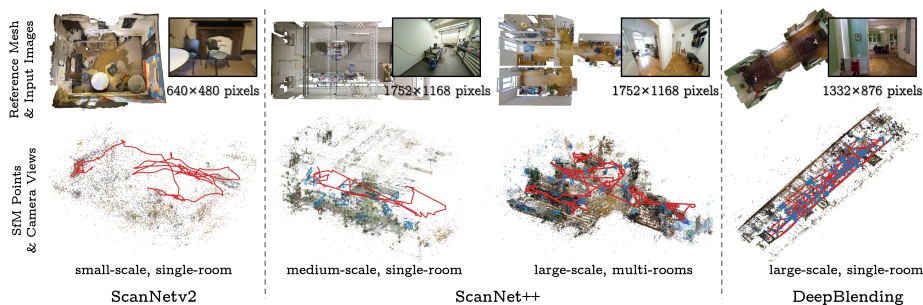 Reference Mesh
& Input Images
640×480 pixels
1752×1168 pixels
1752×1168 pixels
1332×876 pixels
SfM Points
& Camera Views
small-scale, single-room
medium-scale, single-room
large-scale, multi-rooms
large-scale, single-room
ScanNetv2
ScanNet++
DeepBlending